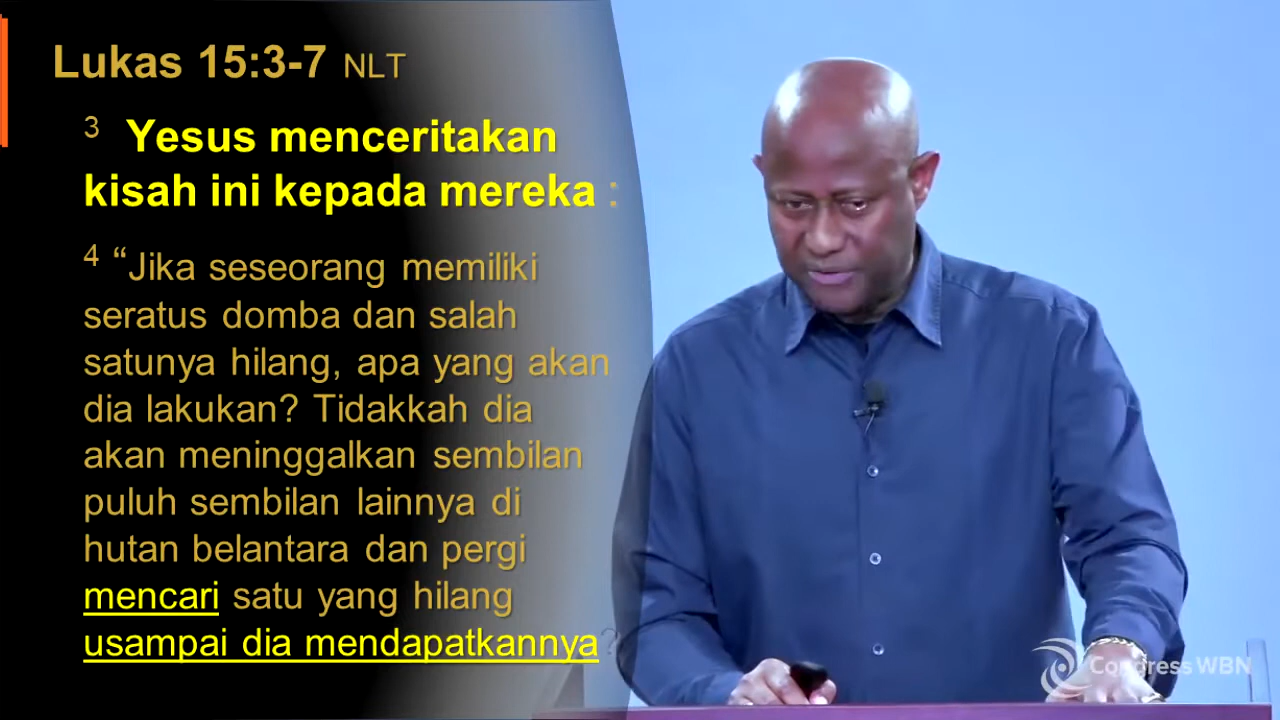 Lukas 15:3-7 NLT
3 Yesus menceritakan
kisah ini kepada mereka :
4 “Jika seseorang memiliki
seratus domba dan salah
satunya hilang, apa yang akan
dia lakukan? Tidakkah dia
akan meninggalkan sembilan
puluh sembilan lainnya di
hutan belantara dan pergi
mencari satu yang hilang
usampai dia mendapatkannya?
Congress WBN